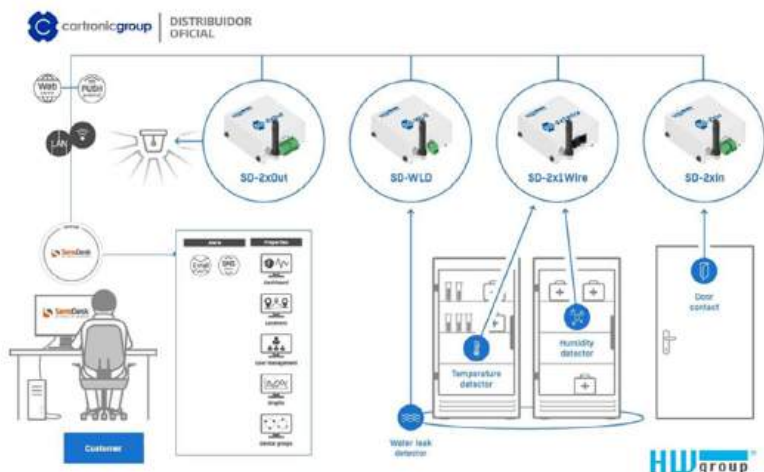 cartronicgroup
DISTRIBUIDOR
OFICIAL
Web
PUSH
LAN
SD-2xOut
SD-WLD
SD-2x1Wire
SD-2xIn
SensDesk
Alerts
Properties
E-mail
SMS
Dashboard
Locations
User management
Graphs
Sensor groups
SensDesk
Customer
Temperature
detector
Humidity
detector
Door
contact
Water leak
detector
HW
group